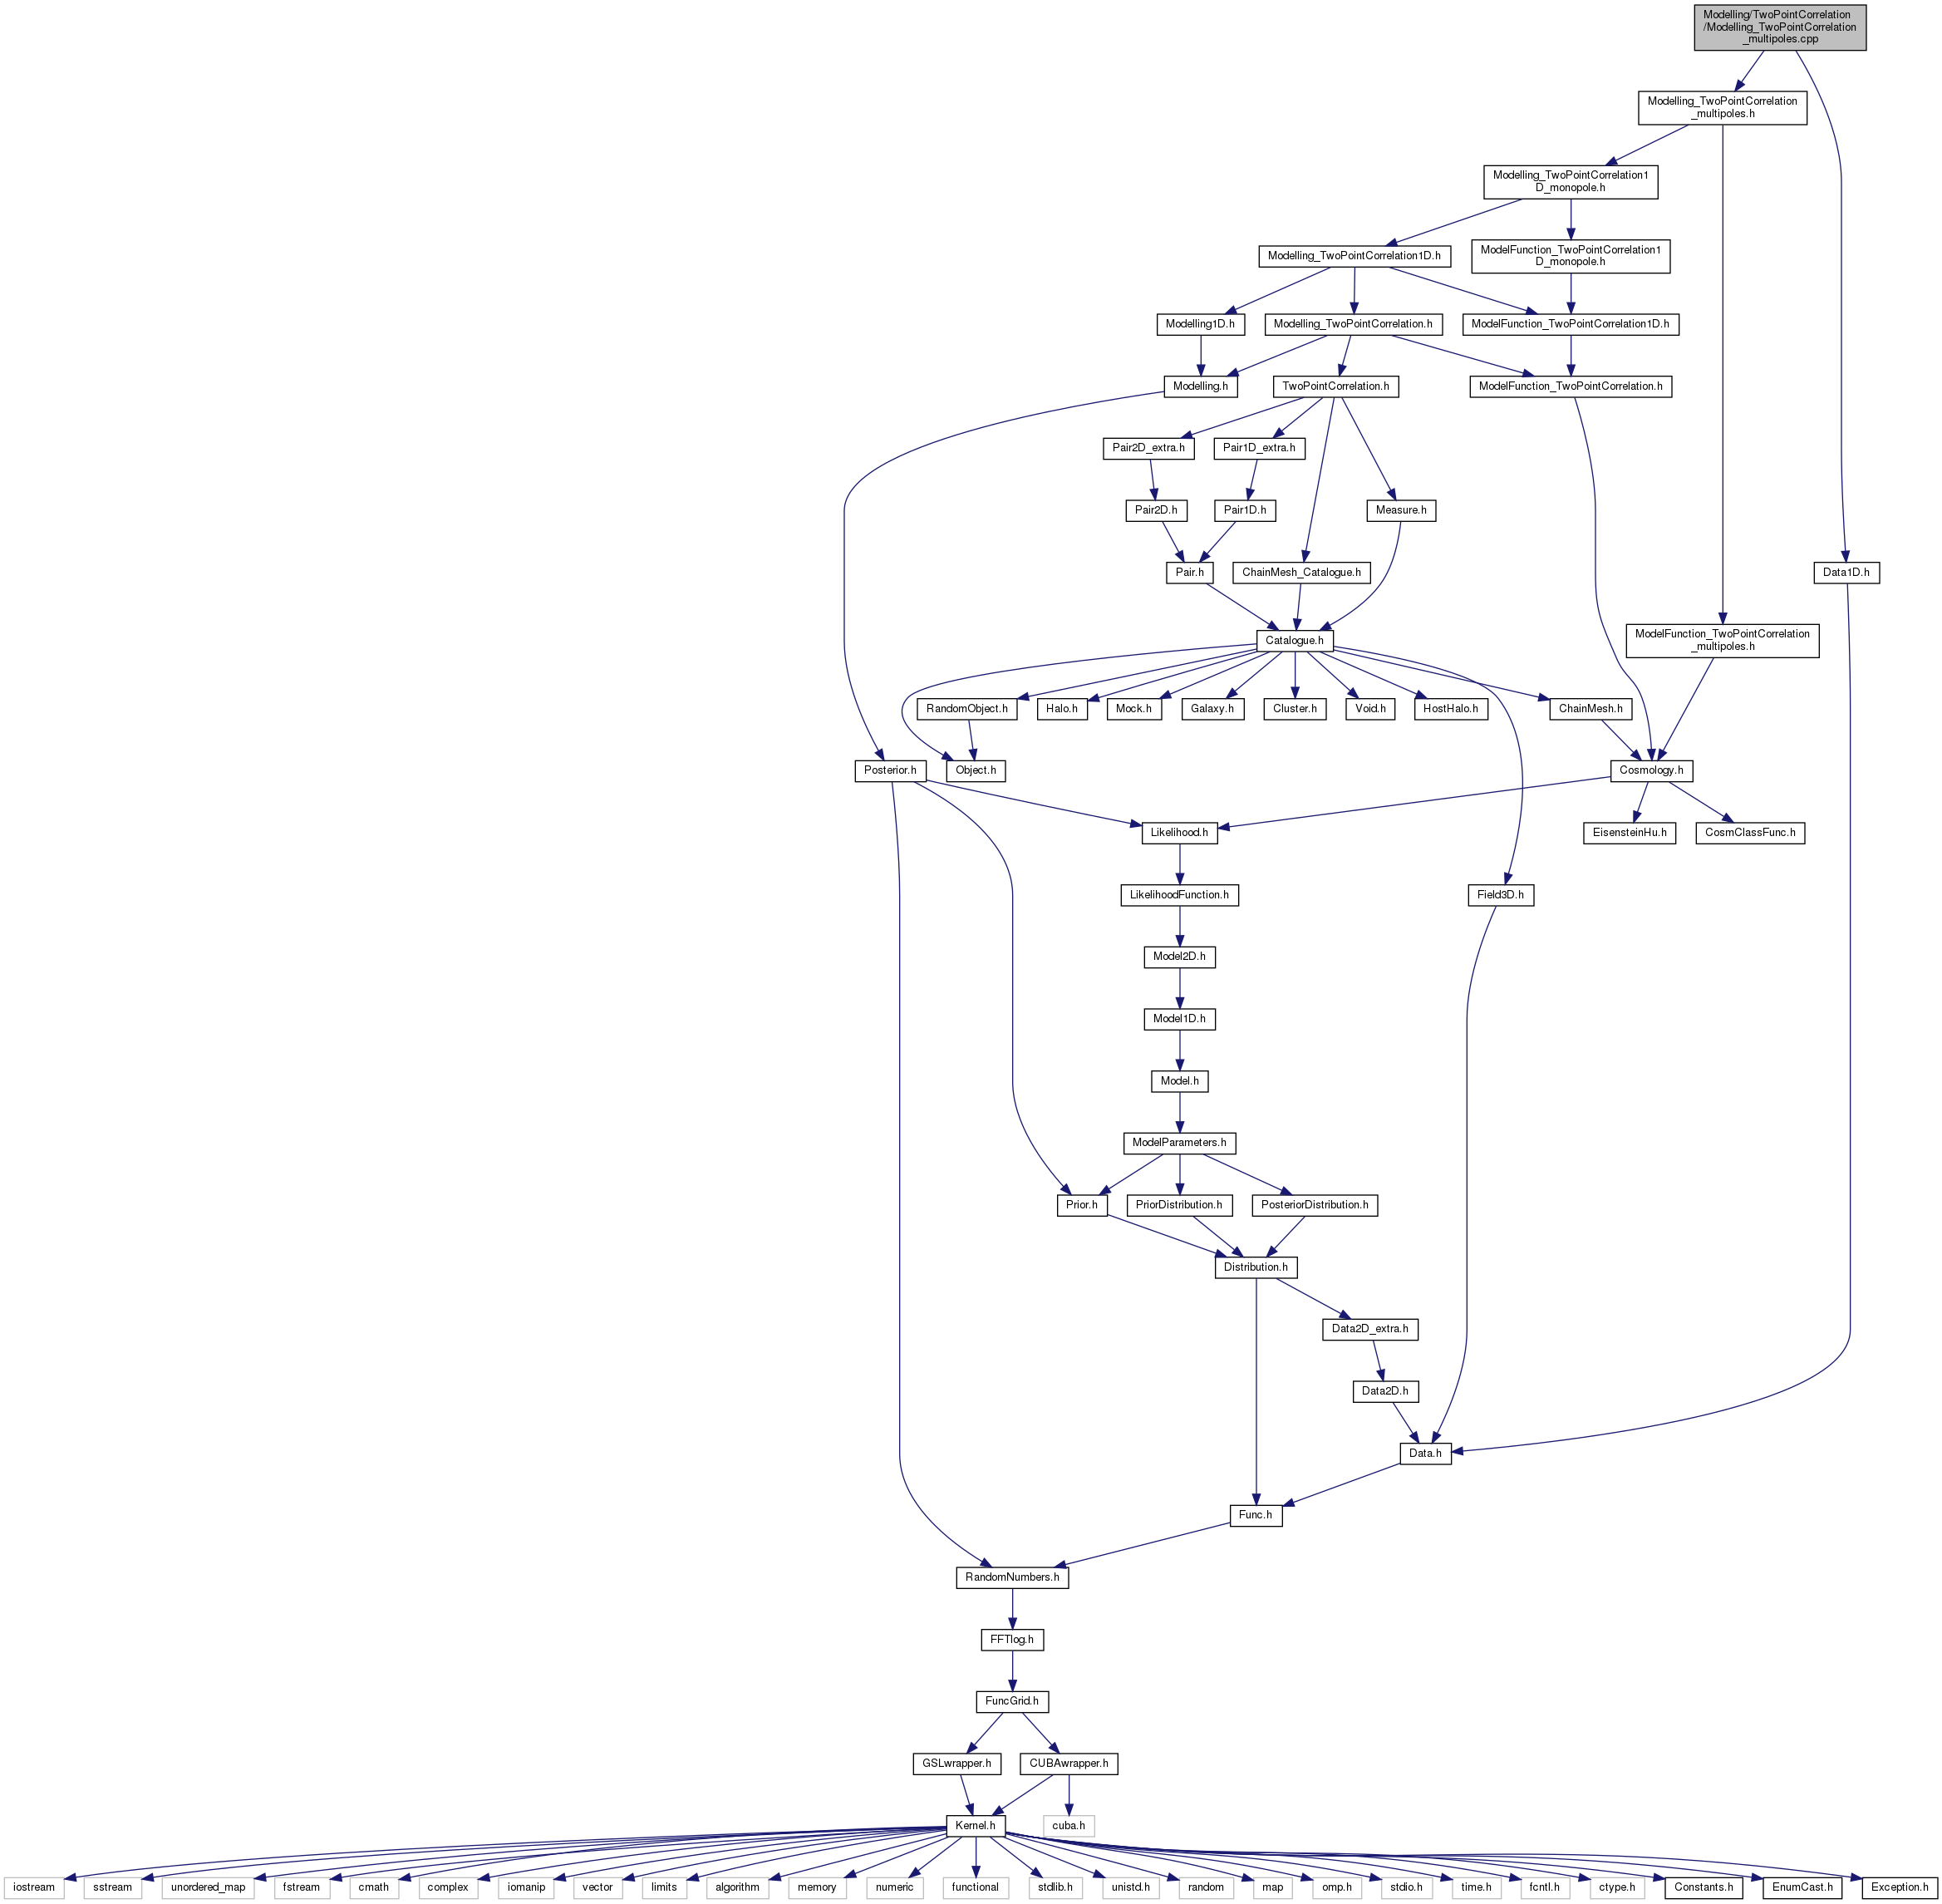 Modelling/TwoPointCorrelation
/Modelling_TwoPointCorrelation
_multipoles.cpp
Modelling_TwoPointCorrelation
_multipoles.h
Modelling_TwoPointCorrelation1
D_monopole.h
Modelling_TwoPointCorrelation1D.h
ModelFunction_TwoPointCorrelation1
D_monopole.h
Modelling1D.h
Modelling_TwoPointCorrelation.h
ModelFunction_TwoPointCorrelation1D.h
Modelling.h
TwoPointCorrelation.h
ModelFunction_TwoPointCorrelation.h
Pair2D_extra.h
Pair1D_extra.h
Pair2D.h
Pair1D.h
Measure.h
Pair.h
ChainMesh_Catalogue.h
Data1D.h
Catalogue.h
ModelFunction_TwoPointCorrelation
_multipoles.h
RandomObject.h
Halo.h
Mock.h
Galaxy.h
Cluster.h
Void.h
HostHalo.h
ChainMesh.h
Posterior.h
Object.h
Cosmology.h
Likelihood.h
EisensteinHu.h
CosmClassFunc.h
LikelihoodFunction.h
Field3D.h
Model2D.h
Model1D.h
Model.h
ModelParameters.h
Prior.h
PriorDistribution.h
PosteriorDistribution.h
Distribution.h
Data2D_extra.h
Data2D.h
Data.h
Func.h
RandomNumbers.h
FFTlog.h
FuncGrid.h
GSLwrapper.h
CUBAwrapper.h
Kernel.h
cuba.h
iostream
sstream
unordered_map
fstream
cmath
complex
iomanip
vector
limits
algorithm
memory
numeric
functional
stdlib.h
unistd.h
random
map
omp.h
stdio.h
time.h
fcntl.h
ctype.h
Constants.h
EnumCast.h
Exception.h